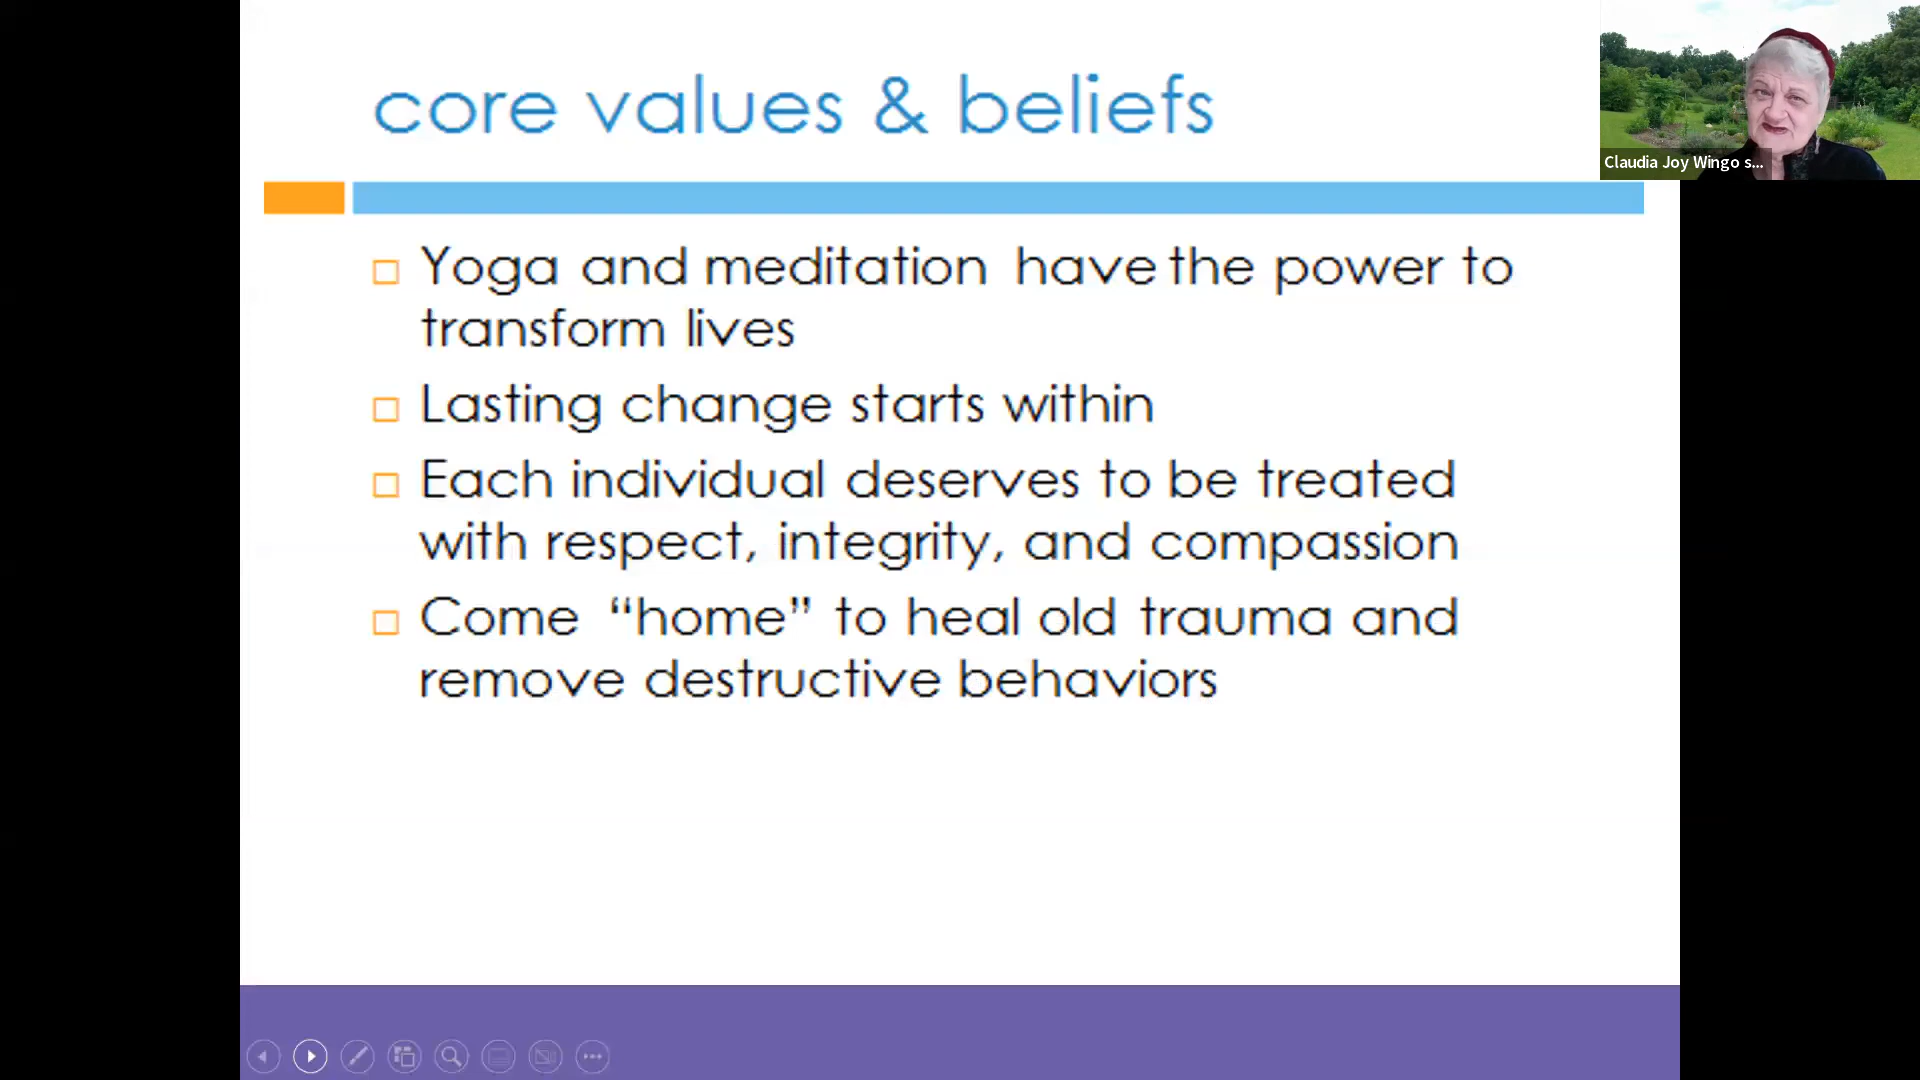 core values & beliefs
Claudia Joy Wingo s...
Yoga and meditation have the power to
transform lives
Lasting change starts within
Each individual deserves to be treated
with respect, integrity, and compassion
Come “home” to heal old trauma and
remove destructive behaviors